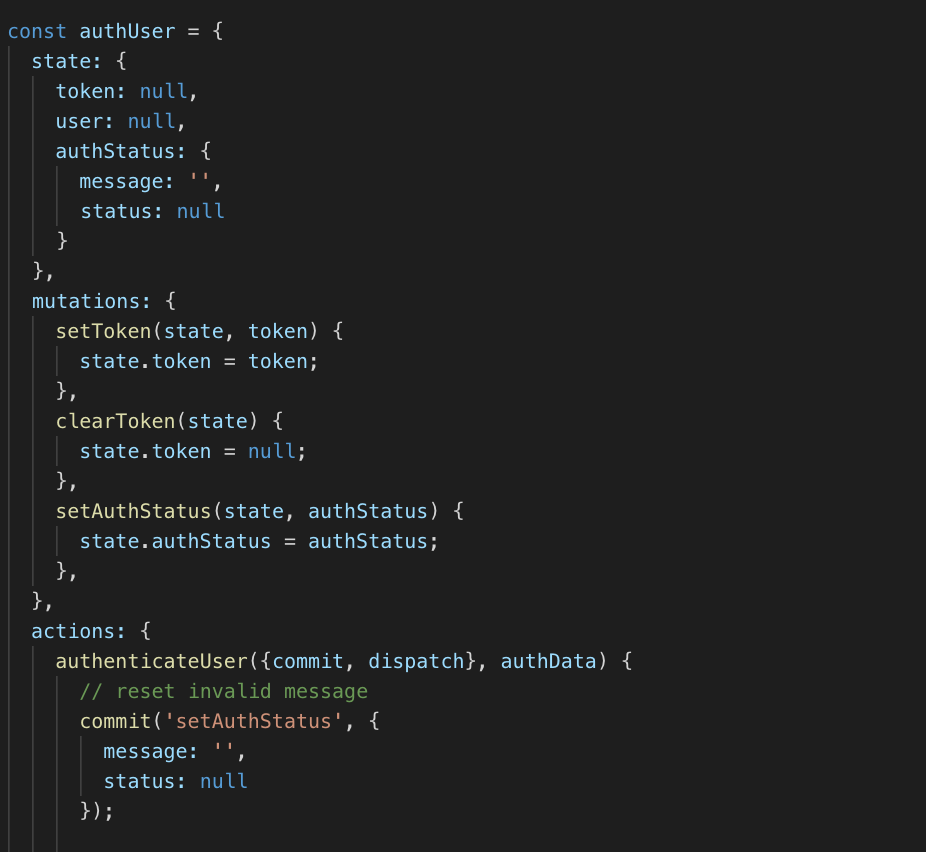 const authUser = {
  state: {
    token: null,
    user: null,
    authStatus: {
      message: '',
      status: null
    }
  },
  mutations: {
    setToken(state, token) {
      state.token = token;
    },
    clearToken(state) {
      state.token = null;
    },
    setAuthStatus(state, authStatus) {
      state.authStatus = authStatus;
    },
  },
  actions: {
    authenticateUser({commit, dispatch}, authData) {
      // reset invalid message
      commit('setAuthStatus', {
        message: '',
        status: null
      });